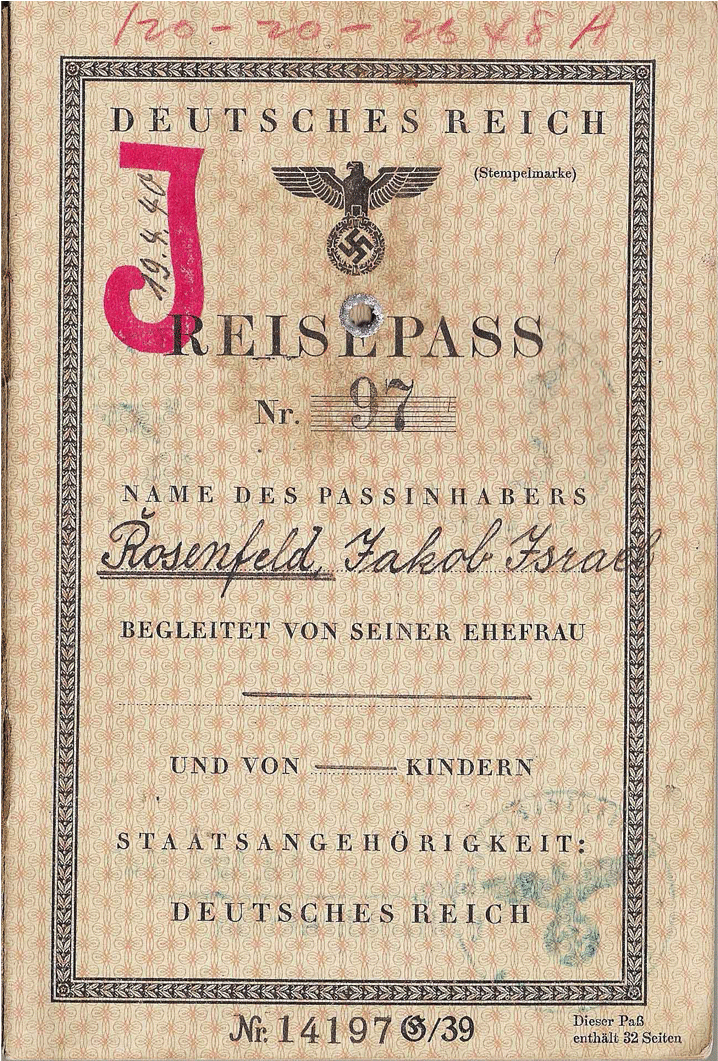 120-20-2648 A
DEUTSCHES REICH
(Stempelmarke)
J
19.4.40
REISEPASS
Nr. 97
NAME DES PASSINHABERS
Rosenfeld, Jakob Israel
BEGLEITET VON SEINER EHEFRAU
UND VON KINDERN
STAATSANGEHÖRIGKEIT:
DEUTSCHES REICH
Nr. 14197 G/39
Dieser Paß
enthält 32 Seiten